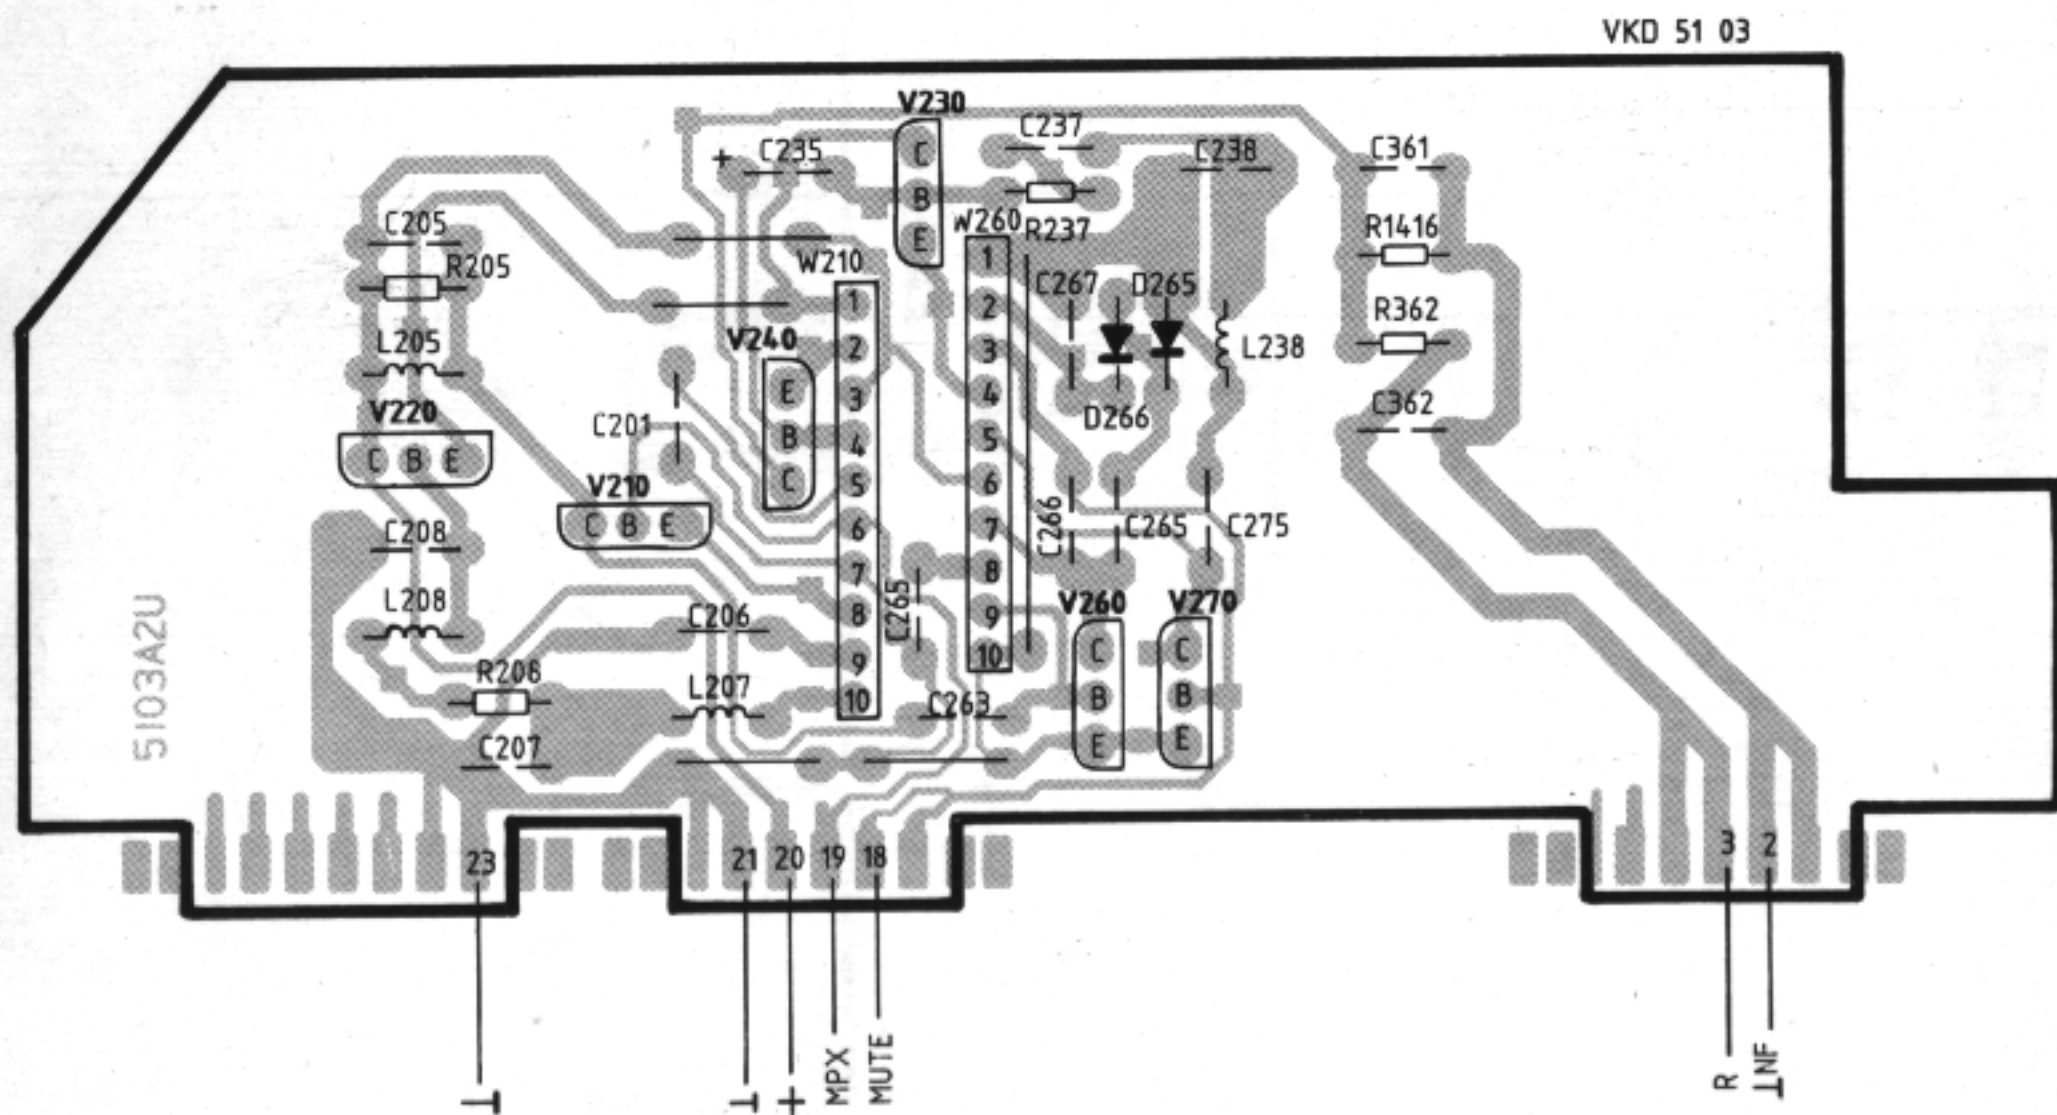 VKD 51 03
V230
C237
C235
+
C
C238
C361
B
C205
W260
R237
R1416
E
R205
W210
1
C267
D265
1
2
R362
L205
V240
2
3
L238
E
3
4
D266
C362
V220
C201
B
4
5
C B E
C
5
6
V210
C266
C265
C275
C B E
6
7
C208
7
8
5103A2U
L208
C206
8
C265
9
V260
V270
9
10
C
C
R208
L207
10
C263
B
B
C207
E
E
23
21
20
19
18
3
2
+
MPX
MUTE
R
⊥NF
⊥
⊥